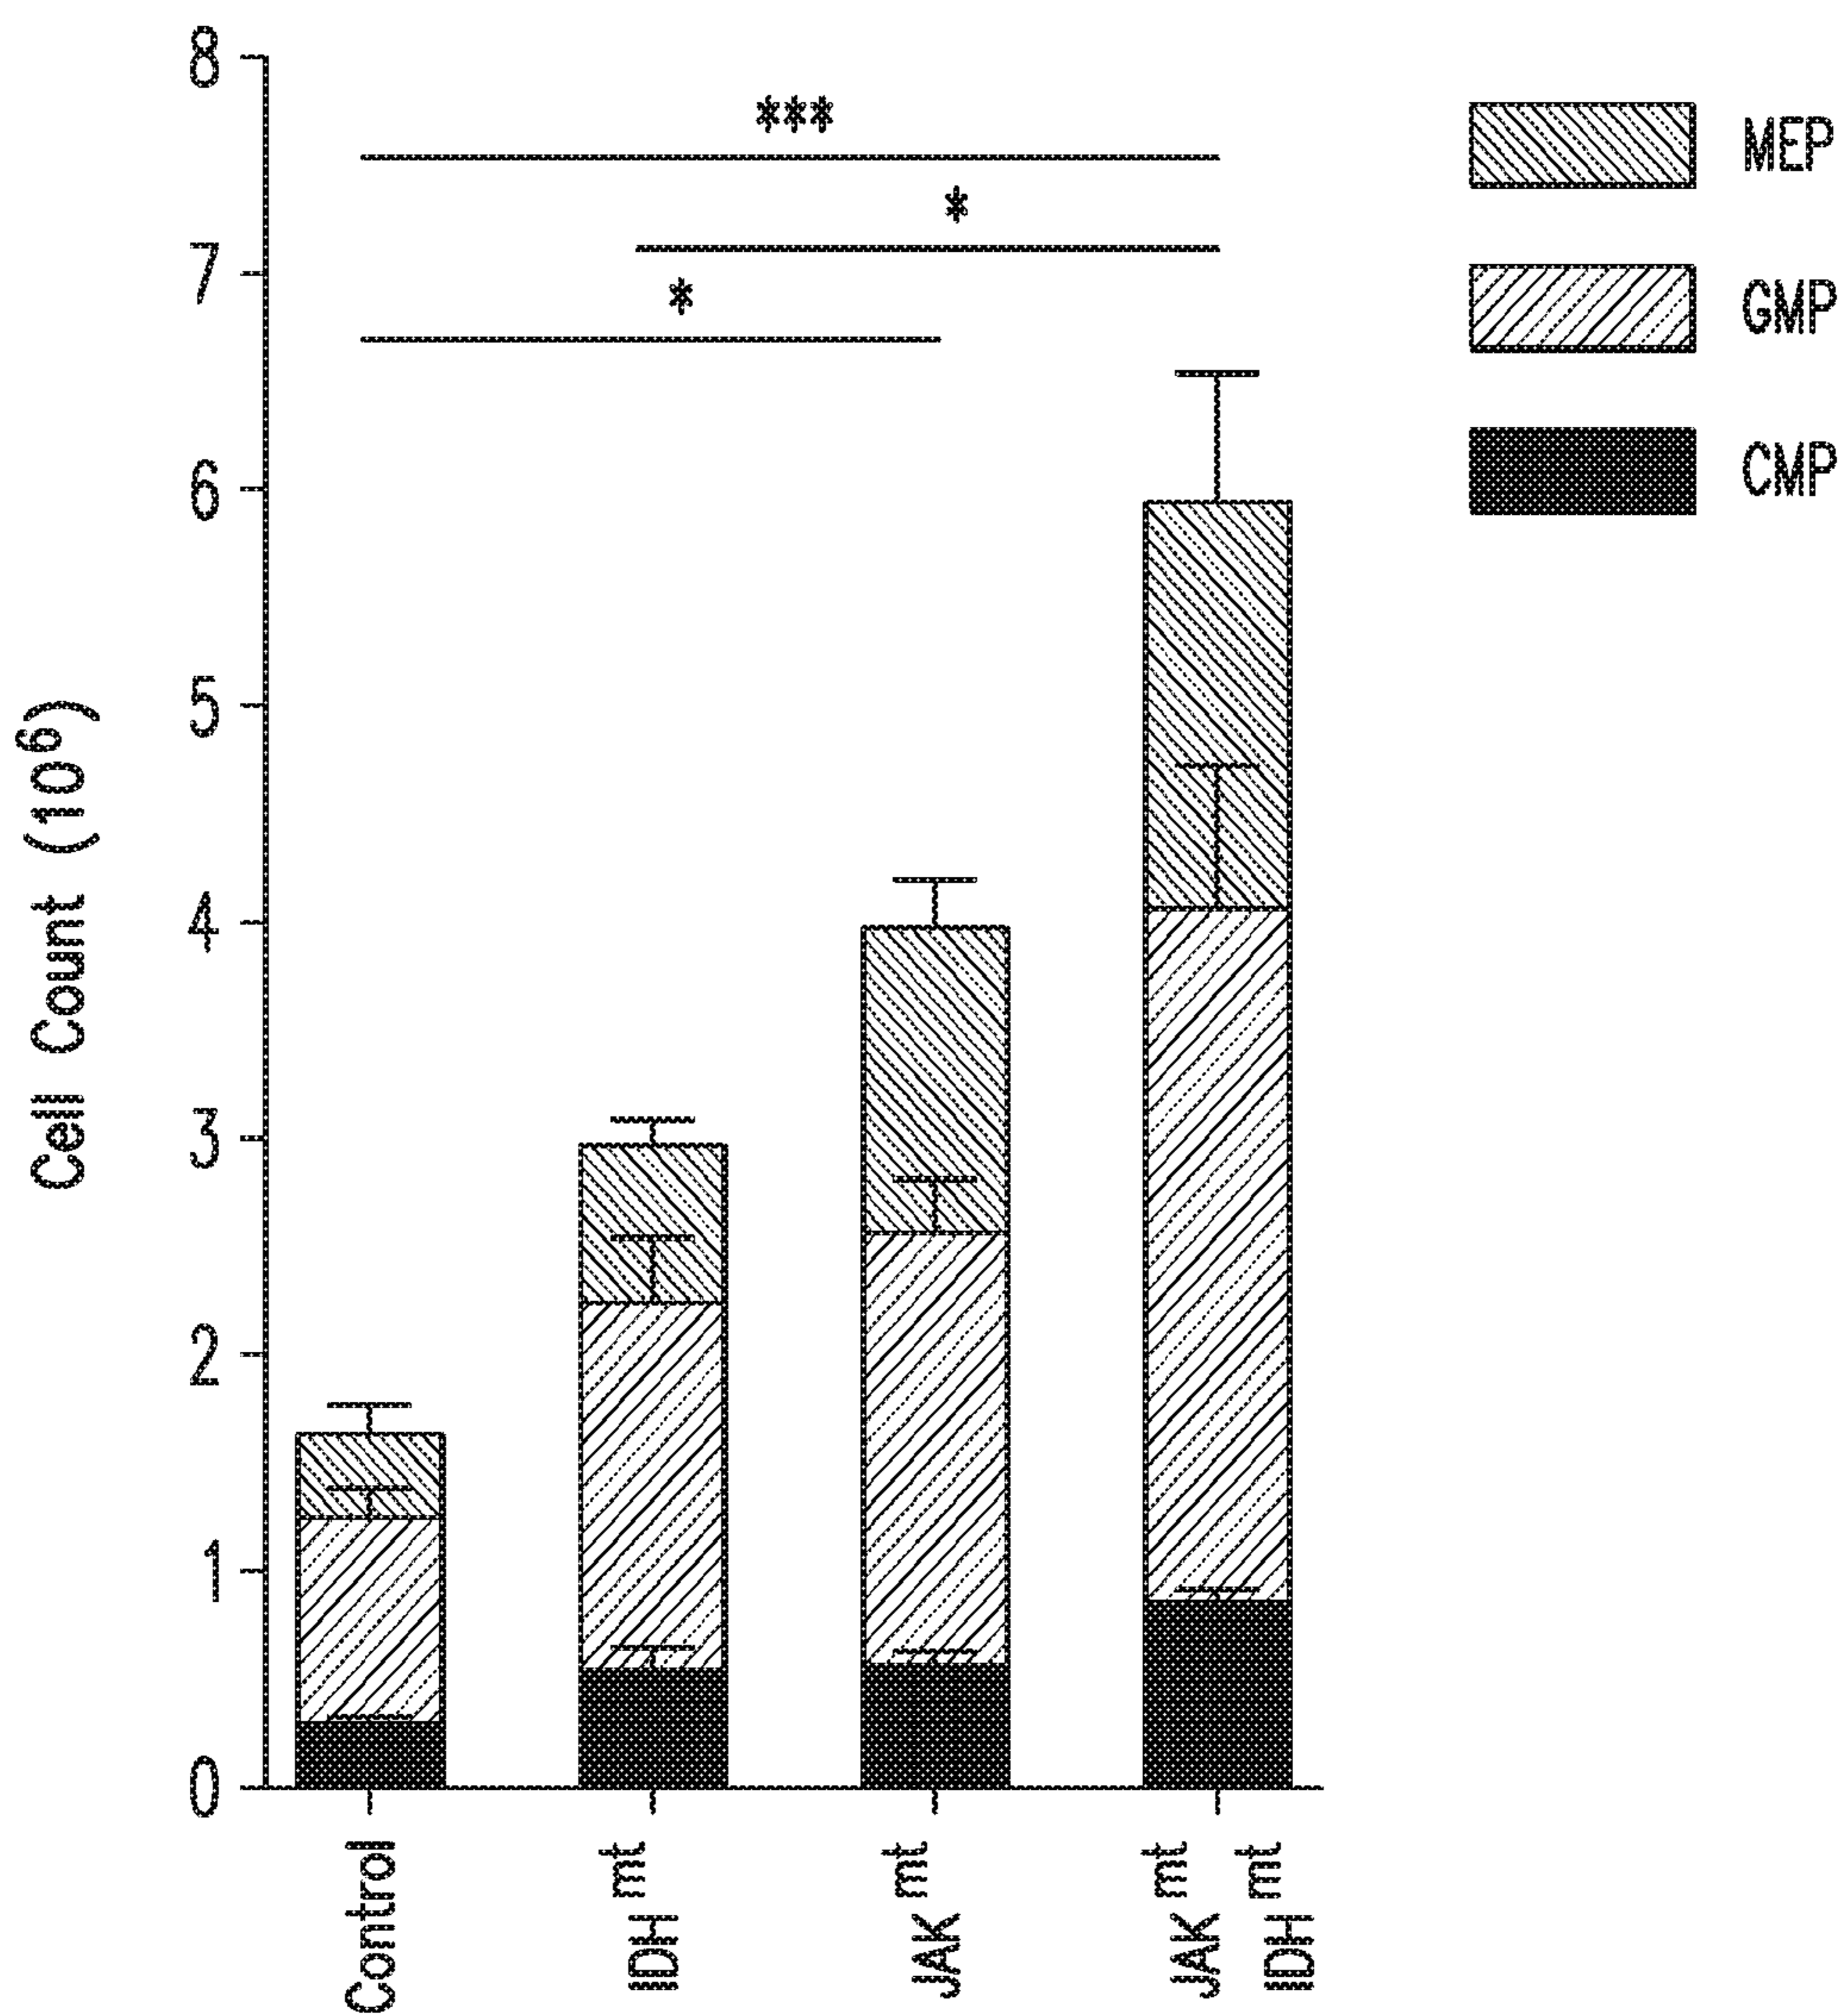 Cell Count (10⁶)
8
7
6
5
4
3
2
1
0
***
*
*
MEP
GMP
CMP
Control
IDH mt
JAK mt
JAK mt
IDH mt